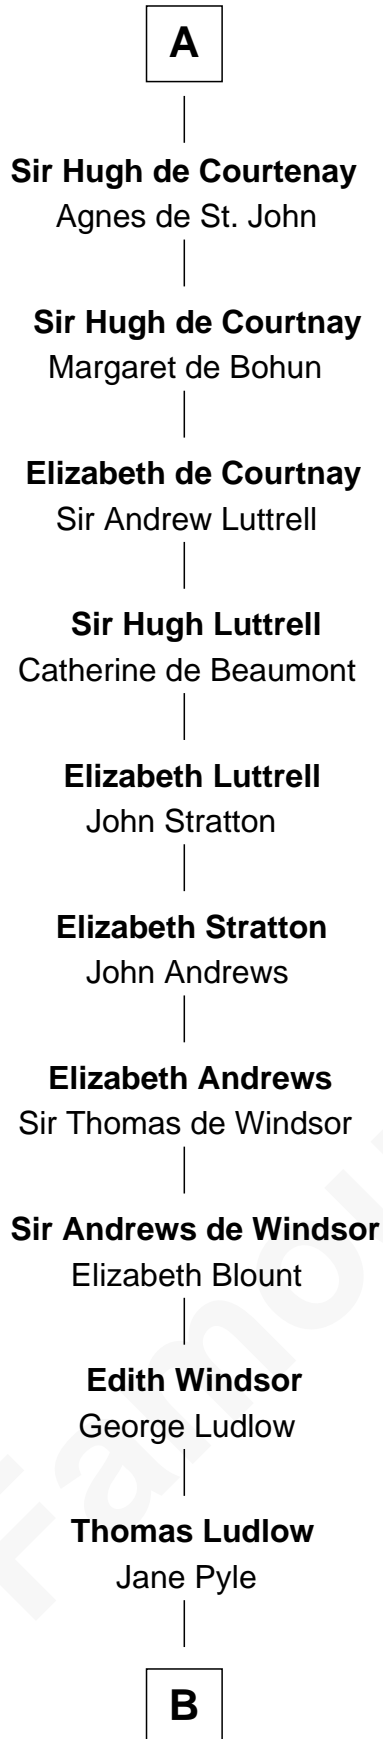 A
Sir Hugh de Courtenay
Agnes de St. John
Sir Hugh de Courtnay
Margaret de Bohun
Elizabeth de Courtnay
Sir Andrew Luttrell
Sir Hugh Luttrell
Catherine de Beaumont
Elizabeth Luttrell
John Stratton
Elizabeth Stratton
John Andrews
Elizabeth Andrews
Sir Thomas de Windsor
Sir Andrews de Windsor
Elizabeth Blount
Edith Windsor
George Ludlow
Thomas Ludlow
Jane Pyle
B
Famou